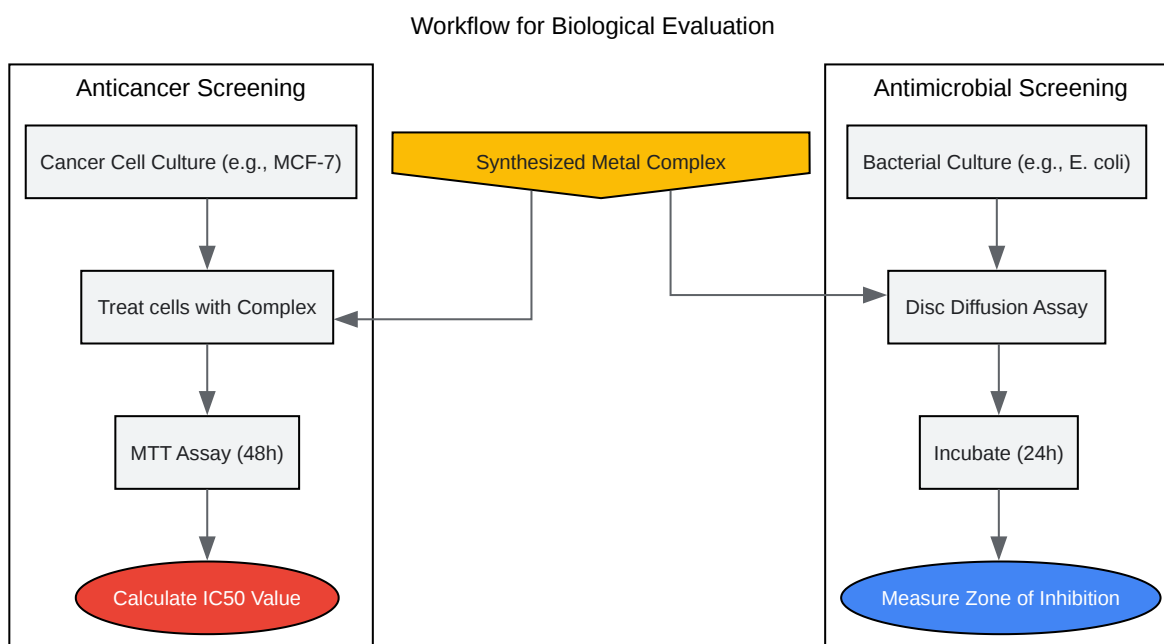 Workflow for Biological Evaluation
Anticancer Screening
Cancer Cell Culture (e.g., MCF-7)
Treat cells with Complex
MTT Assay (48h)
Calculate IC50 Value
Synthesized Metal Complex
Antimicrobial Screening
Bacterial Culture (e.g., E. coli)
Disc Diffusion Assay
Incubate (24h)
Measure Zone of Inhibition